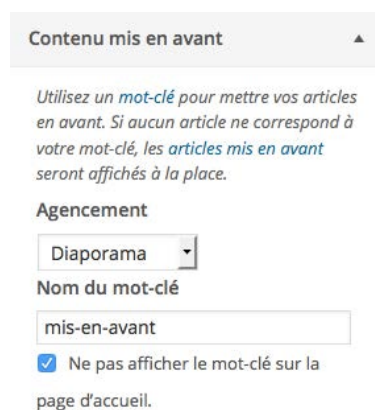 Contenu mis en avant
Utilisez un mot-clé pour mettre vos articles
en avant. Si aucun article ne correspond à
votre mot-clé, les articles mis en avant
seront affichés à la place.
Agencement
Diaporama
Nom du mot-clé
mis-en-avant
Ne pas afficher le mot-clé sur la
page d'accueil.